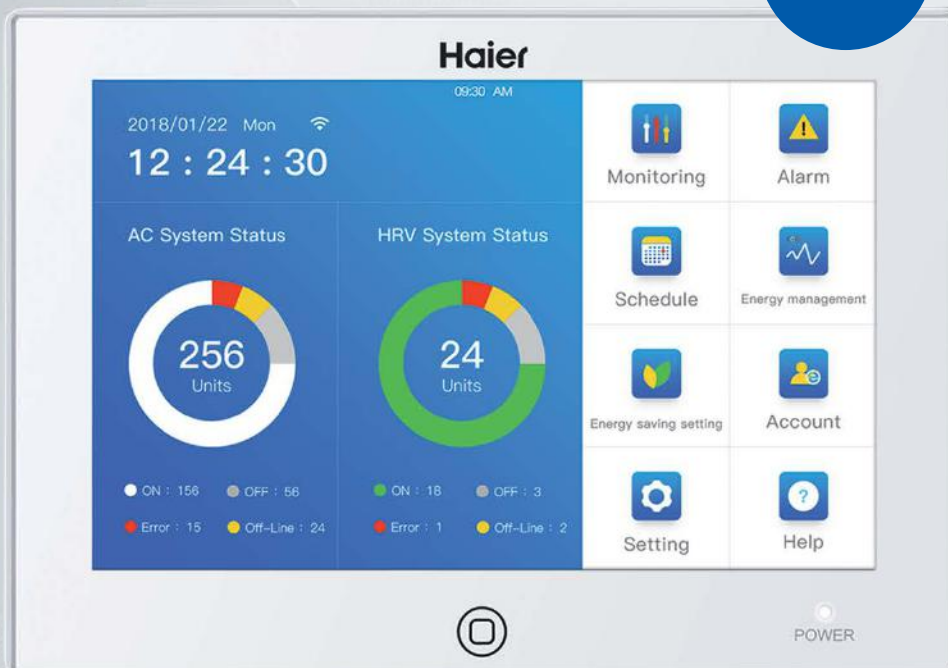 Haier
09:30 AM
2018/01/22 Mon
12 : 24 : 30
AC System Status
256
Units
ON : 156
OFF : 56
Error : 15
Off-Line : 24
HRV System Status
24
Units
ON : 18
OFF : 3
Error : 1
Off-Line : 2
Monitoring
Alarm
Schedule
Energy management
Energy saving setting
Account
Setting
Help
POWER